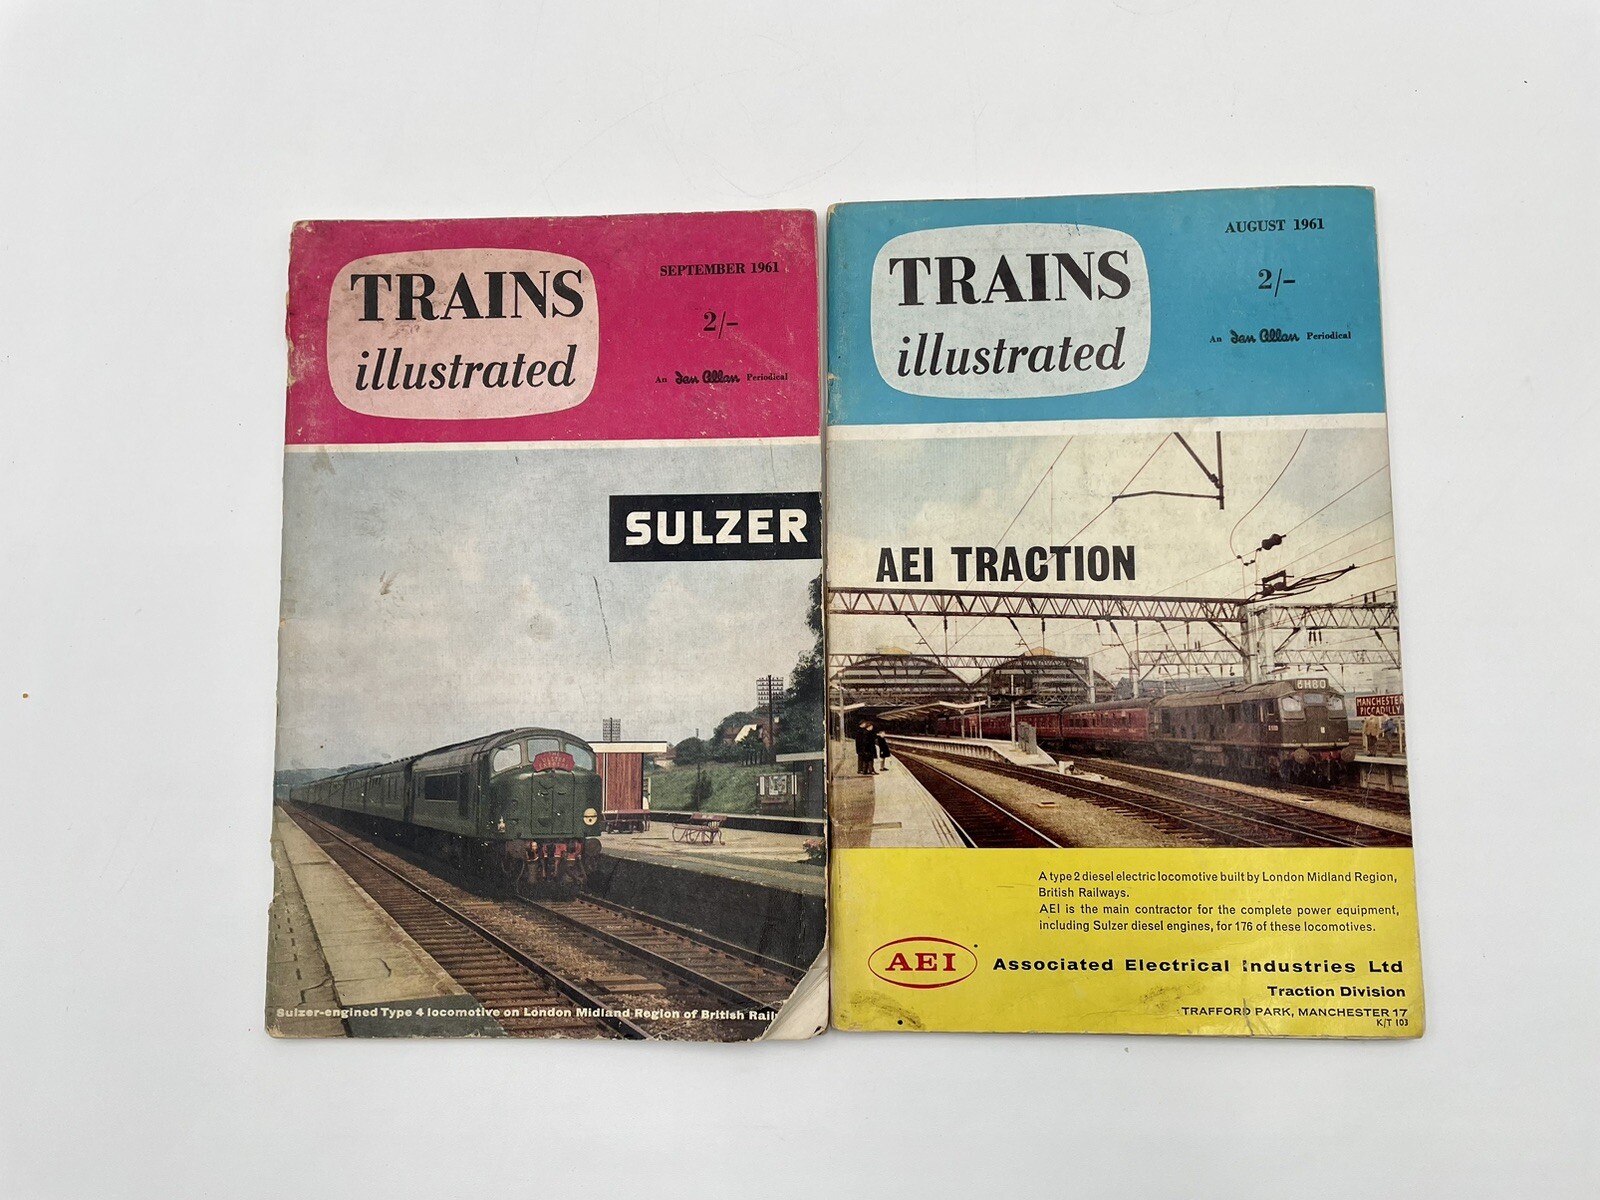 TRAINS
illustrated
SEPTEMBER 1961
2/-
An Ian Allan Periodical
SULZER
Sulzer-engined Type 4 locomotive on London Midland Region of British Rail
TRAINS
illustrated
AUGUST 1961
2/-
An Ian Allan Periodical
AEI TRACTION
MANCHESTER
PICCADILLY
A type 2 diesel electric locomotive built by London Midland Region,
British Railways.
AEI is the main contractor for the complete power equipment,
including Sulzer diesel engines, for 176 of these locomotives.
AEI
Associated Electrical Industries Ltd
Traction Division
TRAFFORD PARK, MANCHESTER 17
K/T 103